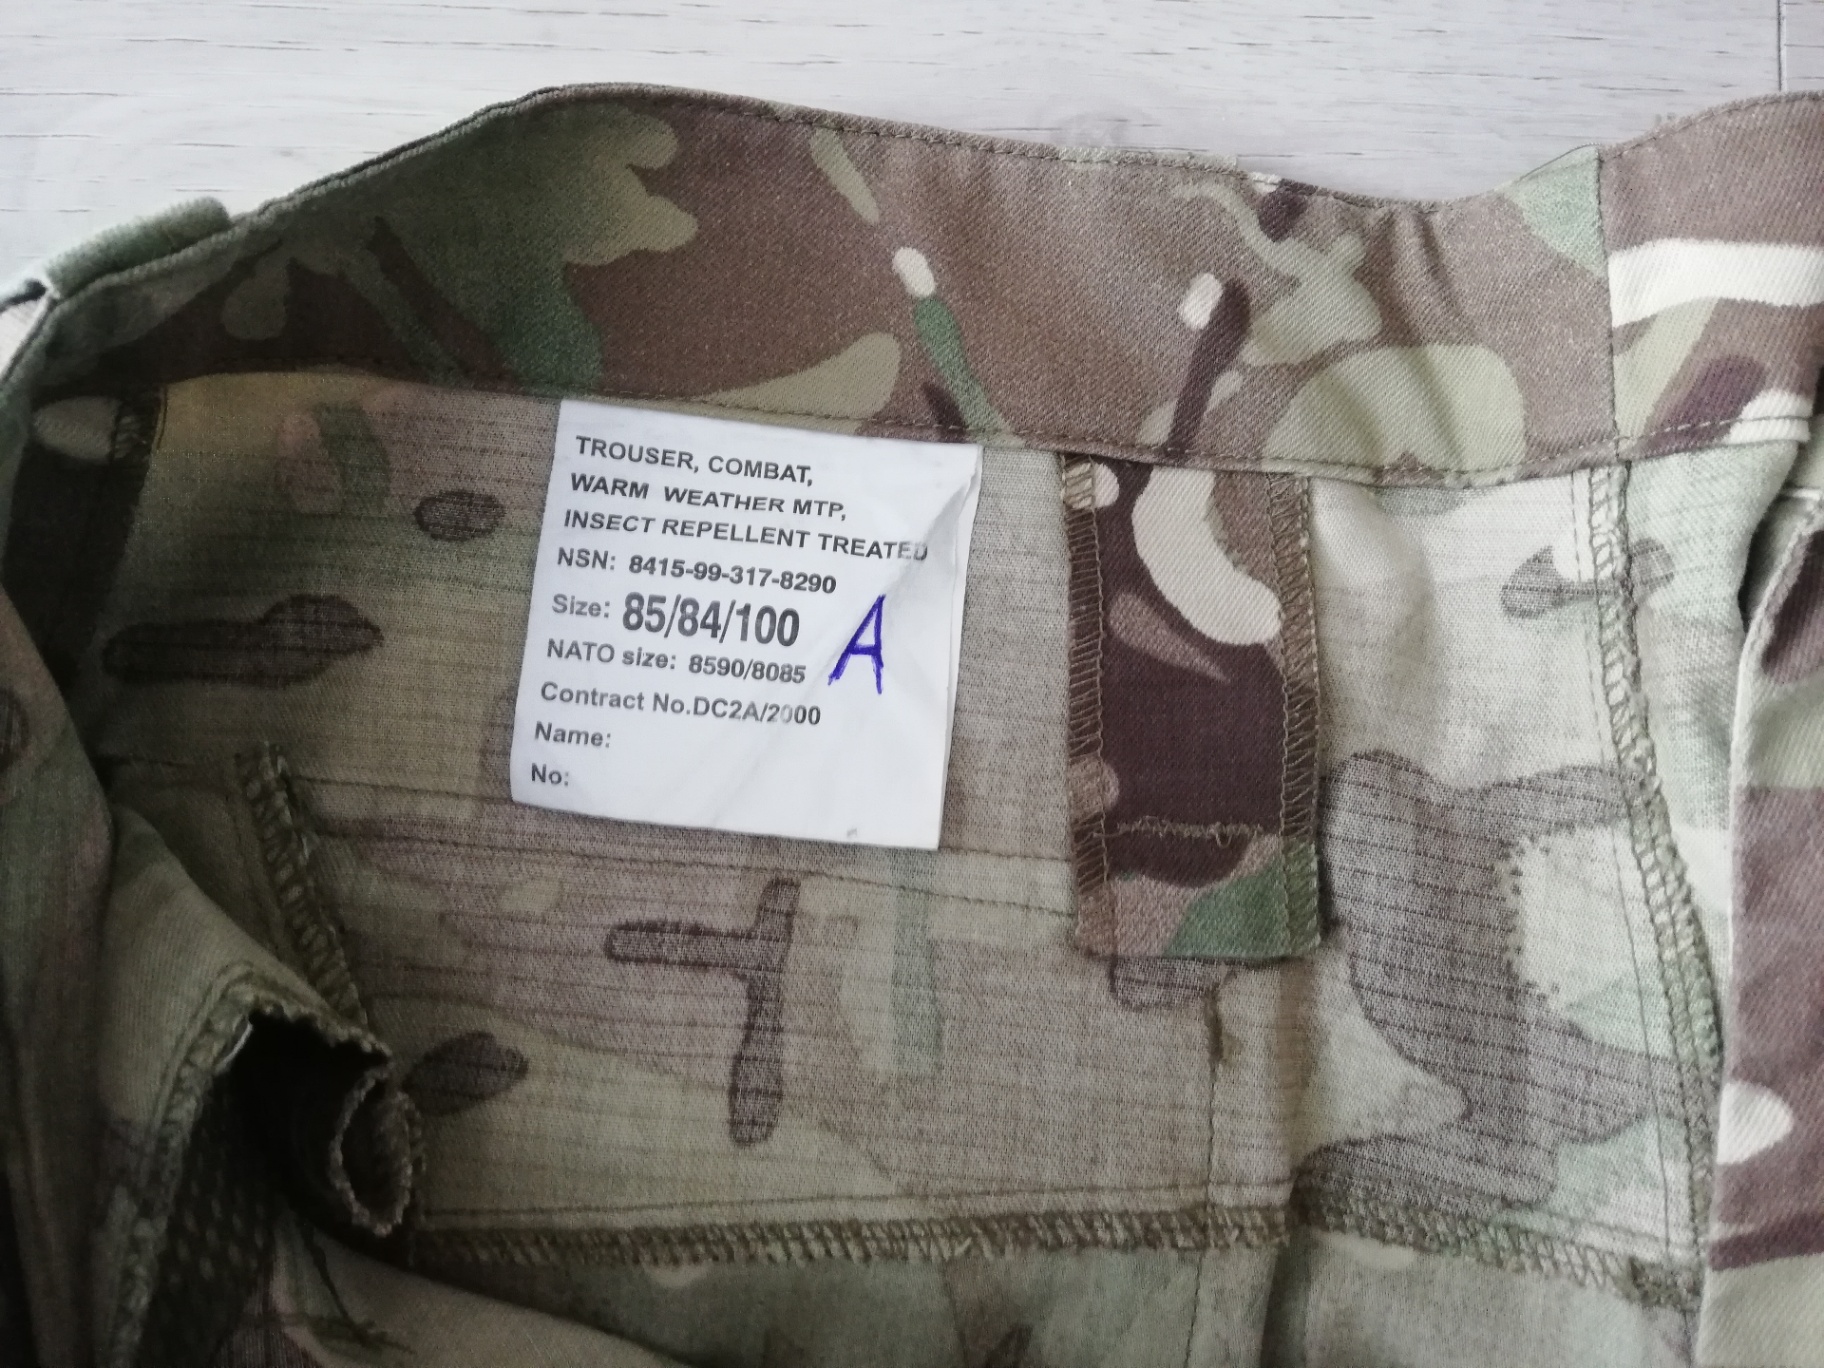 TROUSER, COMBAT,
WARM WEATHER MTP,
INSECT REPELLENT TREATED
NSN: 8415-99-317-8290
Size: 85/84/100
A
NATO size: 8590/8085
Contract No.DC2A/2000
Name:
No: